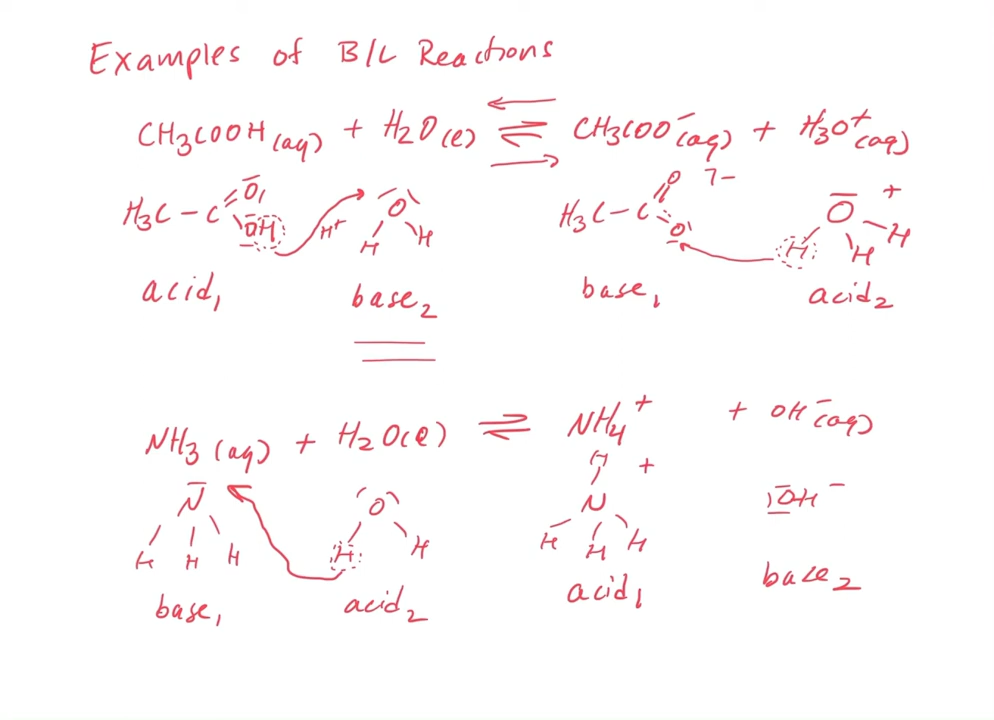 Examples of B/L Reactions
CH3COOH(aq) + H2O(l) ⇌ CH3COO⁻(aq) + H3O⁺(aq)
O
H3C-C
OH
H⁺
O
H H
O ⁻
H3C-C
O
O ⁺
H H H
acid₁ base₂ base₁ acid₂
NH3(aq) + H2O(l) ⇌ NH4⁺ + OH⁻(aq)
N
H H H
O
H H
H ⁺
N
H H H
OH⁻
base₁ acid₂ acid₁ base₂